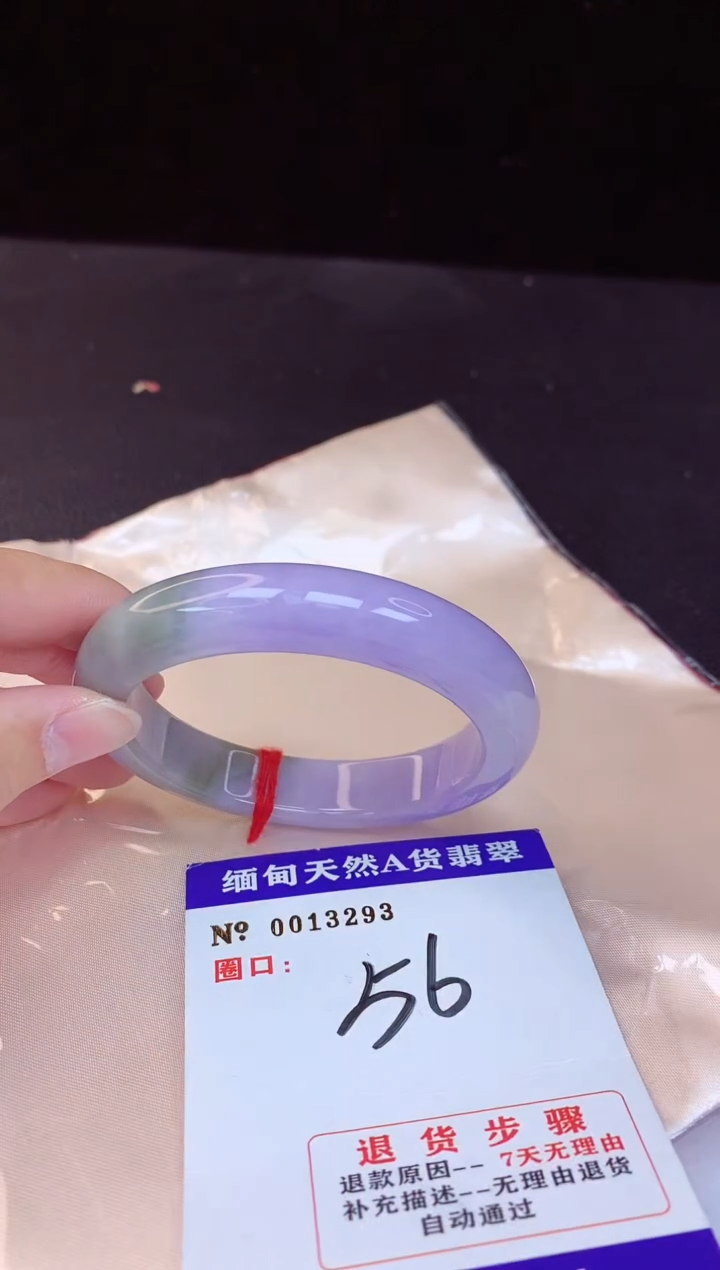 缅甸天然A货翡翠
Nº 0013293
圈口: 56
退货步骤
退款原因--7天无理由
补充描述--无理由退货
自动通过